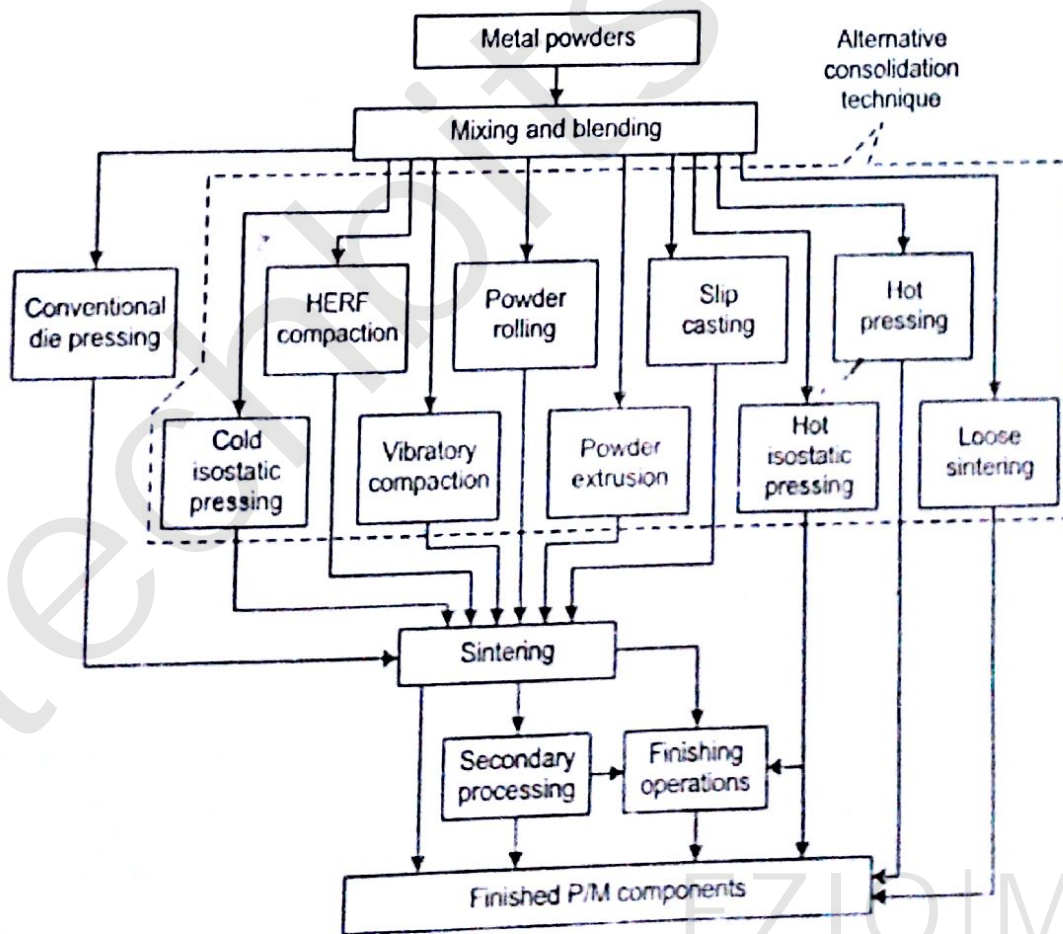 Metal powders
Alternative
consolidation
technique
Mixing and blending
Conventional
die pressing
HERF
compaction
Powder
rolling
Slip
casting
Hot
pressing
Cold
isostatic
pressing
Vibratory
compaction
Powder
extrusion
Hot
isostatic
pressing
Loose
sintering
Sintering
Secondary
processing
Finishing
operations
Finished P/M components
techbits